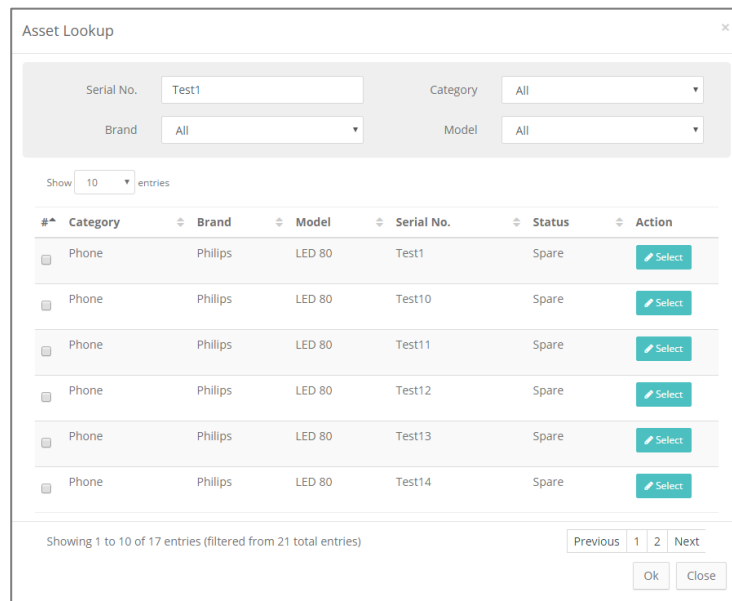 Asset Lookup ×
Serial No. Test1 Category All
Brand All Model All
Show 10 entries
# Category Brand Model Serial No. Status Action
Phone Philips LED 80 Test1 Spare Select
Phone Philips LED 80 Test10 Spare Select
Phone Philips LED 80 Test11 Spare Select
Phone Philips LED 80 Test12 Spare Select
Phone Philips LED 80 Test13 Spare Select
Phone Philips LED 80 Test14 Spare Select
Showing 1 to 10 of 17 entries (filtered from 21 total entries) Previous 1 2 Next
Ok Close